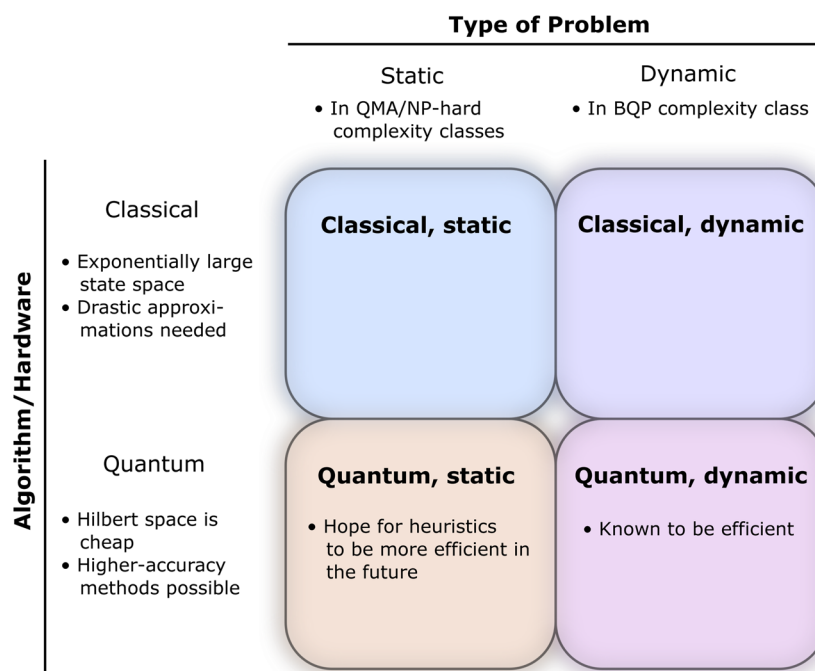 Type of Problem
Static
• In QMA/NP-hard
complexity classes
Dynamic
• In BQP complexity class
Algorithm/Hardware
Classical
• Exponentially large
state space
• Drastic approxi-
mations needed
Classical, static
Classical, dynamic
Quantum
• Hilbert space is
cheap
• Higher-accuracy
methods possible
Quantum, static
• Hope for heuristics
to be more efficient in
the future
Quantum, dynamic
• Known to be efficient